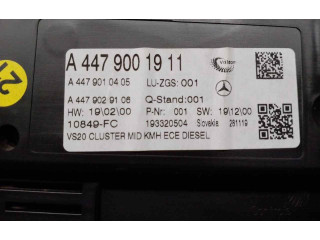 A 447 900 19 11
A 447 901 04 05 LU-ZGS: 001
A 447 902 91 06 Q-Stand: 001
HW: 19\02\00 P-Nr: 001 SW: 19\12\00
10849-FC 193320504 Slovakia 281119
VS20 CLUSTER MID KMH ECE DIESEL